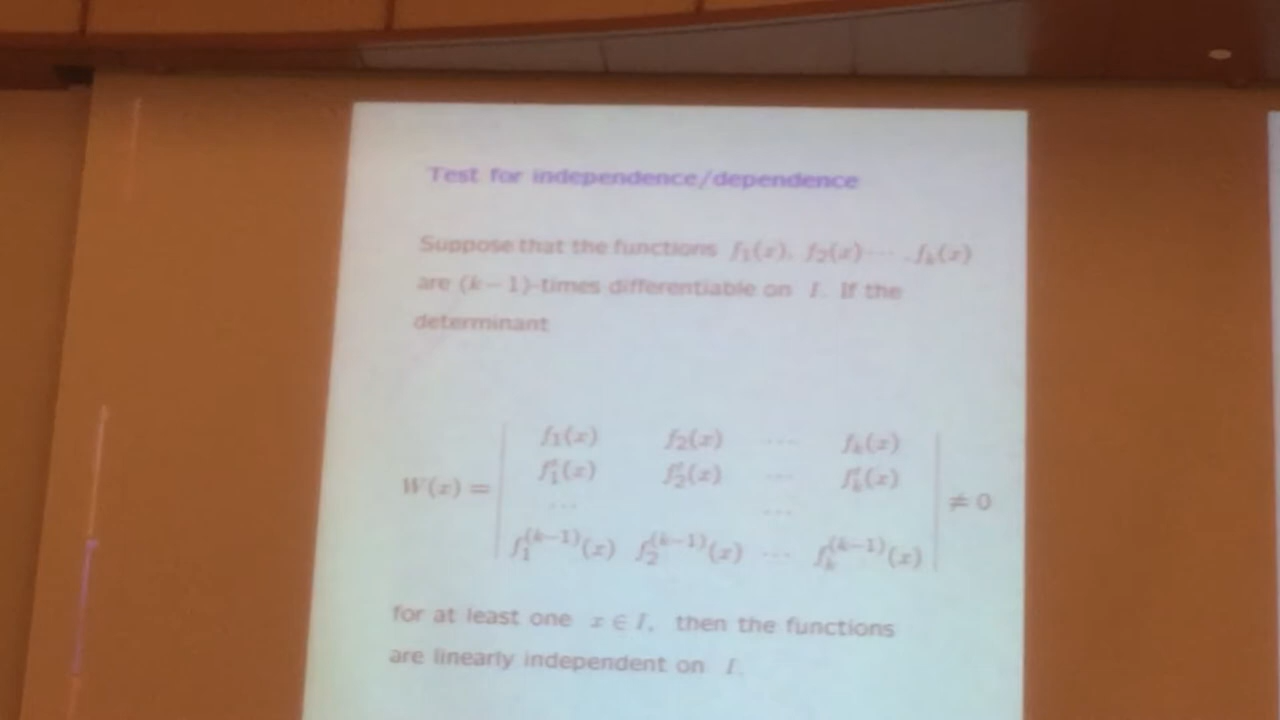 Test for independence/dependence
Suppose that the functions f₁(x), f₂(x) ··· , fₖ(x)
are (k − 1)-times differentiable on I. If the
determinant
f₁(x) f₂(x) ··· fₖ(x)
f₁′(x) f₂′(x) ··· fₖ′(x)
W(x) = ≠ 0
··· ···
f₁⁽ᵏ⁻¹⁾(x) f₂⁽ᵏ⁻¹⁾(x) ··· fₖ⁽ᵏ⁻¹⁾(x)
for at least one x ∈ I, then the functions
are linearly independent on I.